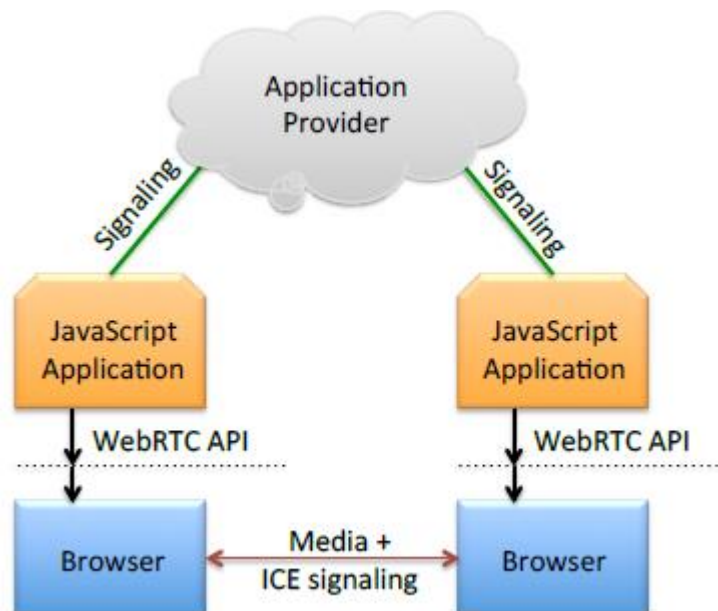 Application
Provider
Signaling
Signaling
JavaScript
Application
JavaScript
Application
WebRTC API
WebRTC API
Browser
Media +
ICE signaling
Browser